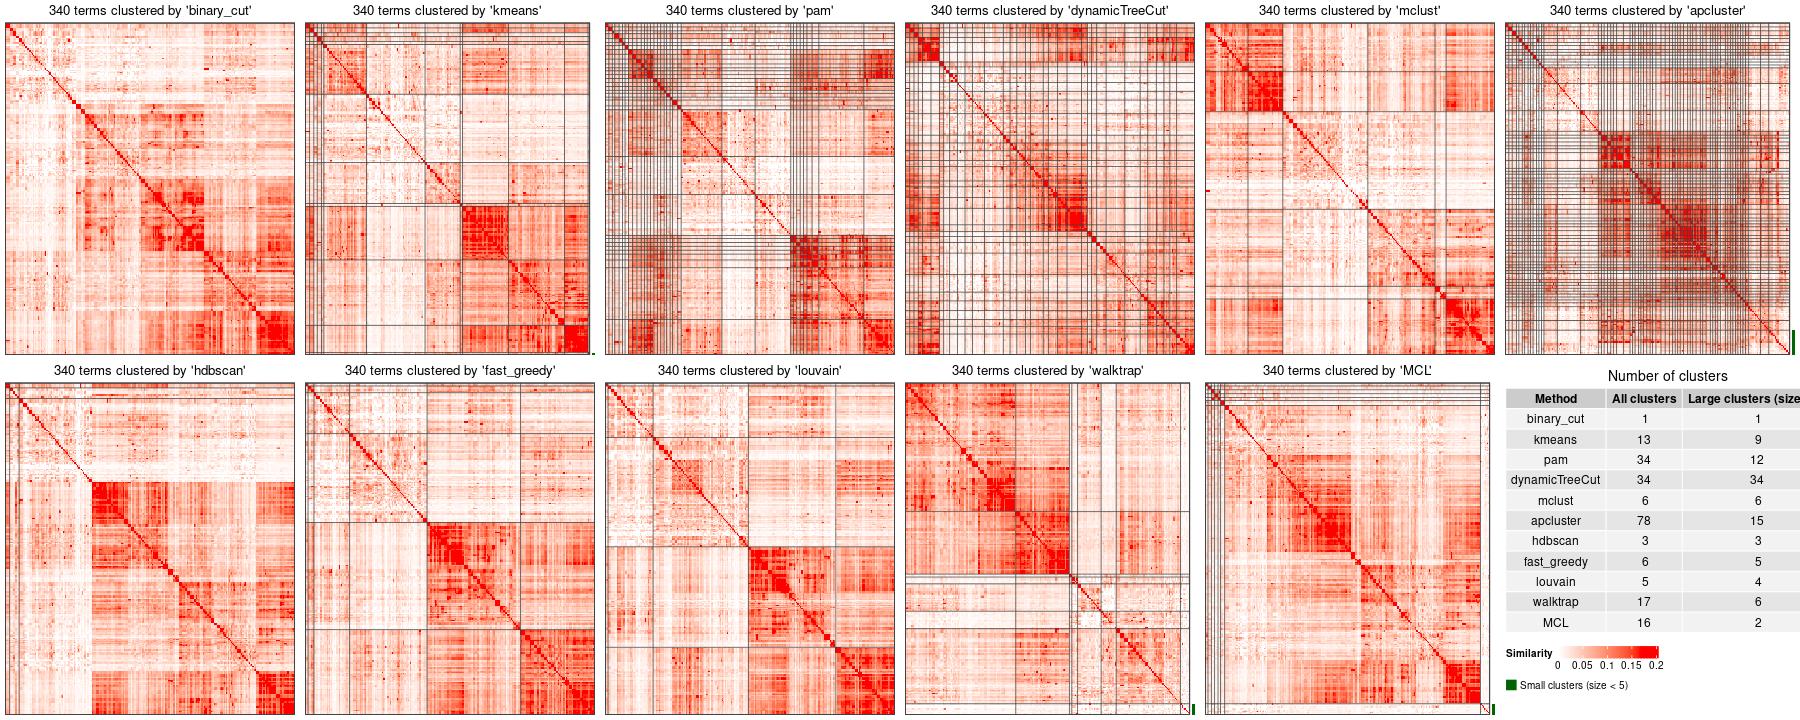 340 terms clustered by 'binary_cut'
340 terms clustered by 'kmeans'
340 terms clustered by 'pam'
340 terms clustered by 'dynamicTreeCut'
340 terms clustered by 'mclust'
340 terms clustered by 'apcluster'
340 terms clustered by 'hdbscan'
340 terms clustered by 'fast_greedy'
340 terms clustered by 'louvain'
340 terms clustered by 'walktrap'
340 terms clustered by 'MCL'
Number of clusters
Method All clusters Large clusters (size
binary_cut 1 1
kmeans 13 9
pam 34 12
dynamicTreeCut 34 34
mclust 6 6
apcluster 78 15
hdbscan 3 3
fast_greedy 6 5
louvain 5 4
walktrap 17 6
MCL 16 2
Similarity
0 0.05 0.1 0.15 0.2
Small clusters (size < 5)